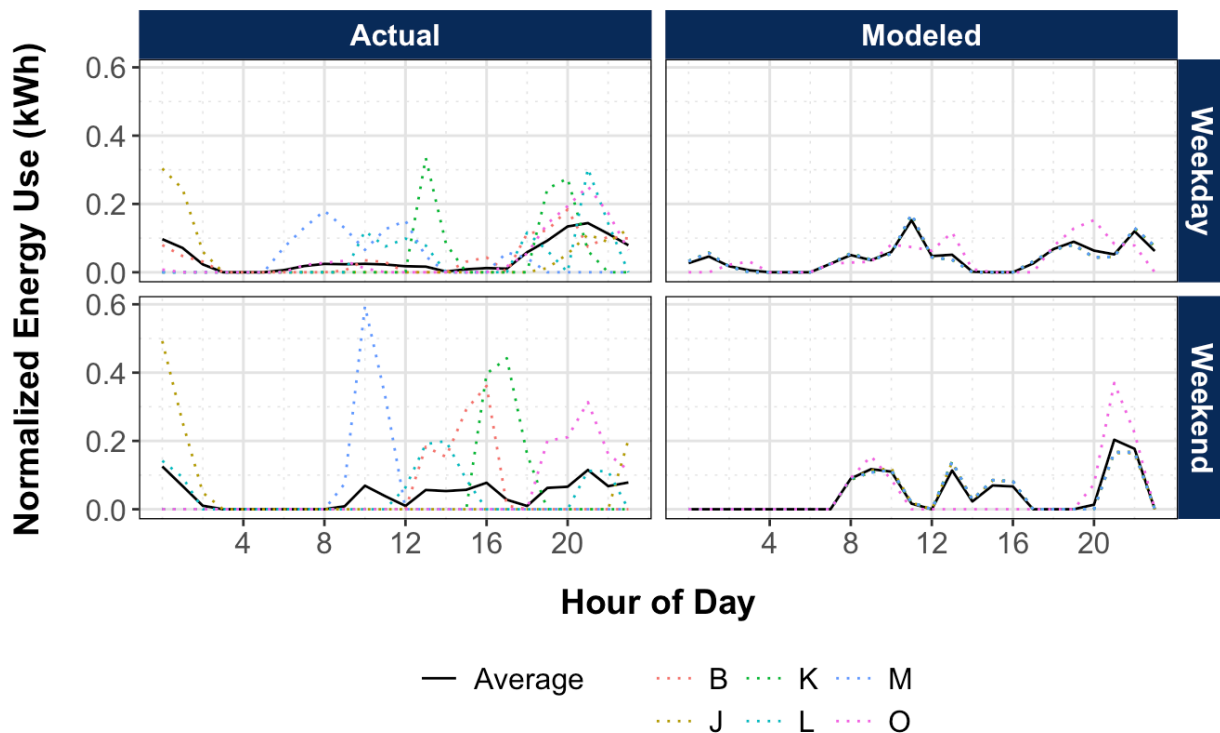 Actual Modeled
Normalized Energy Use (kWh)
0.6
0.4
0.2
0.0
Weekday
0.6
0.4
0.2
0.0
Weekend
4 8 12 16 20 4 8 12 16 20
Hour of Day
Average B K M
J L O